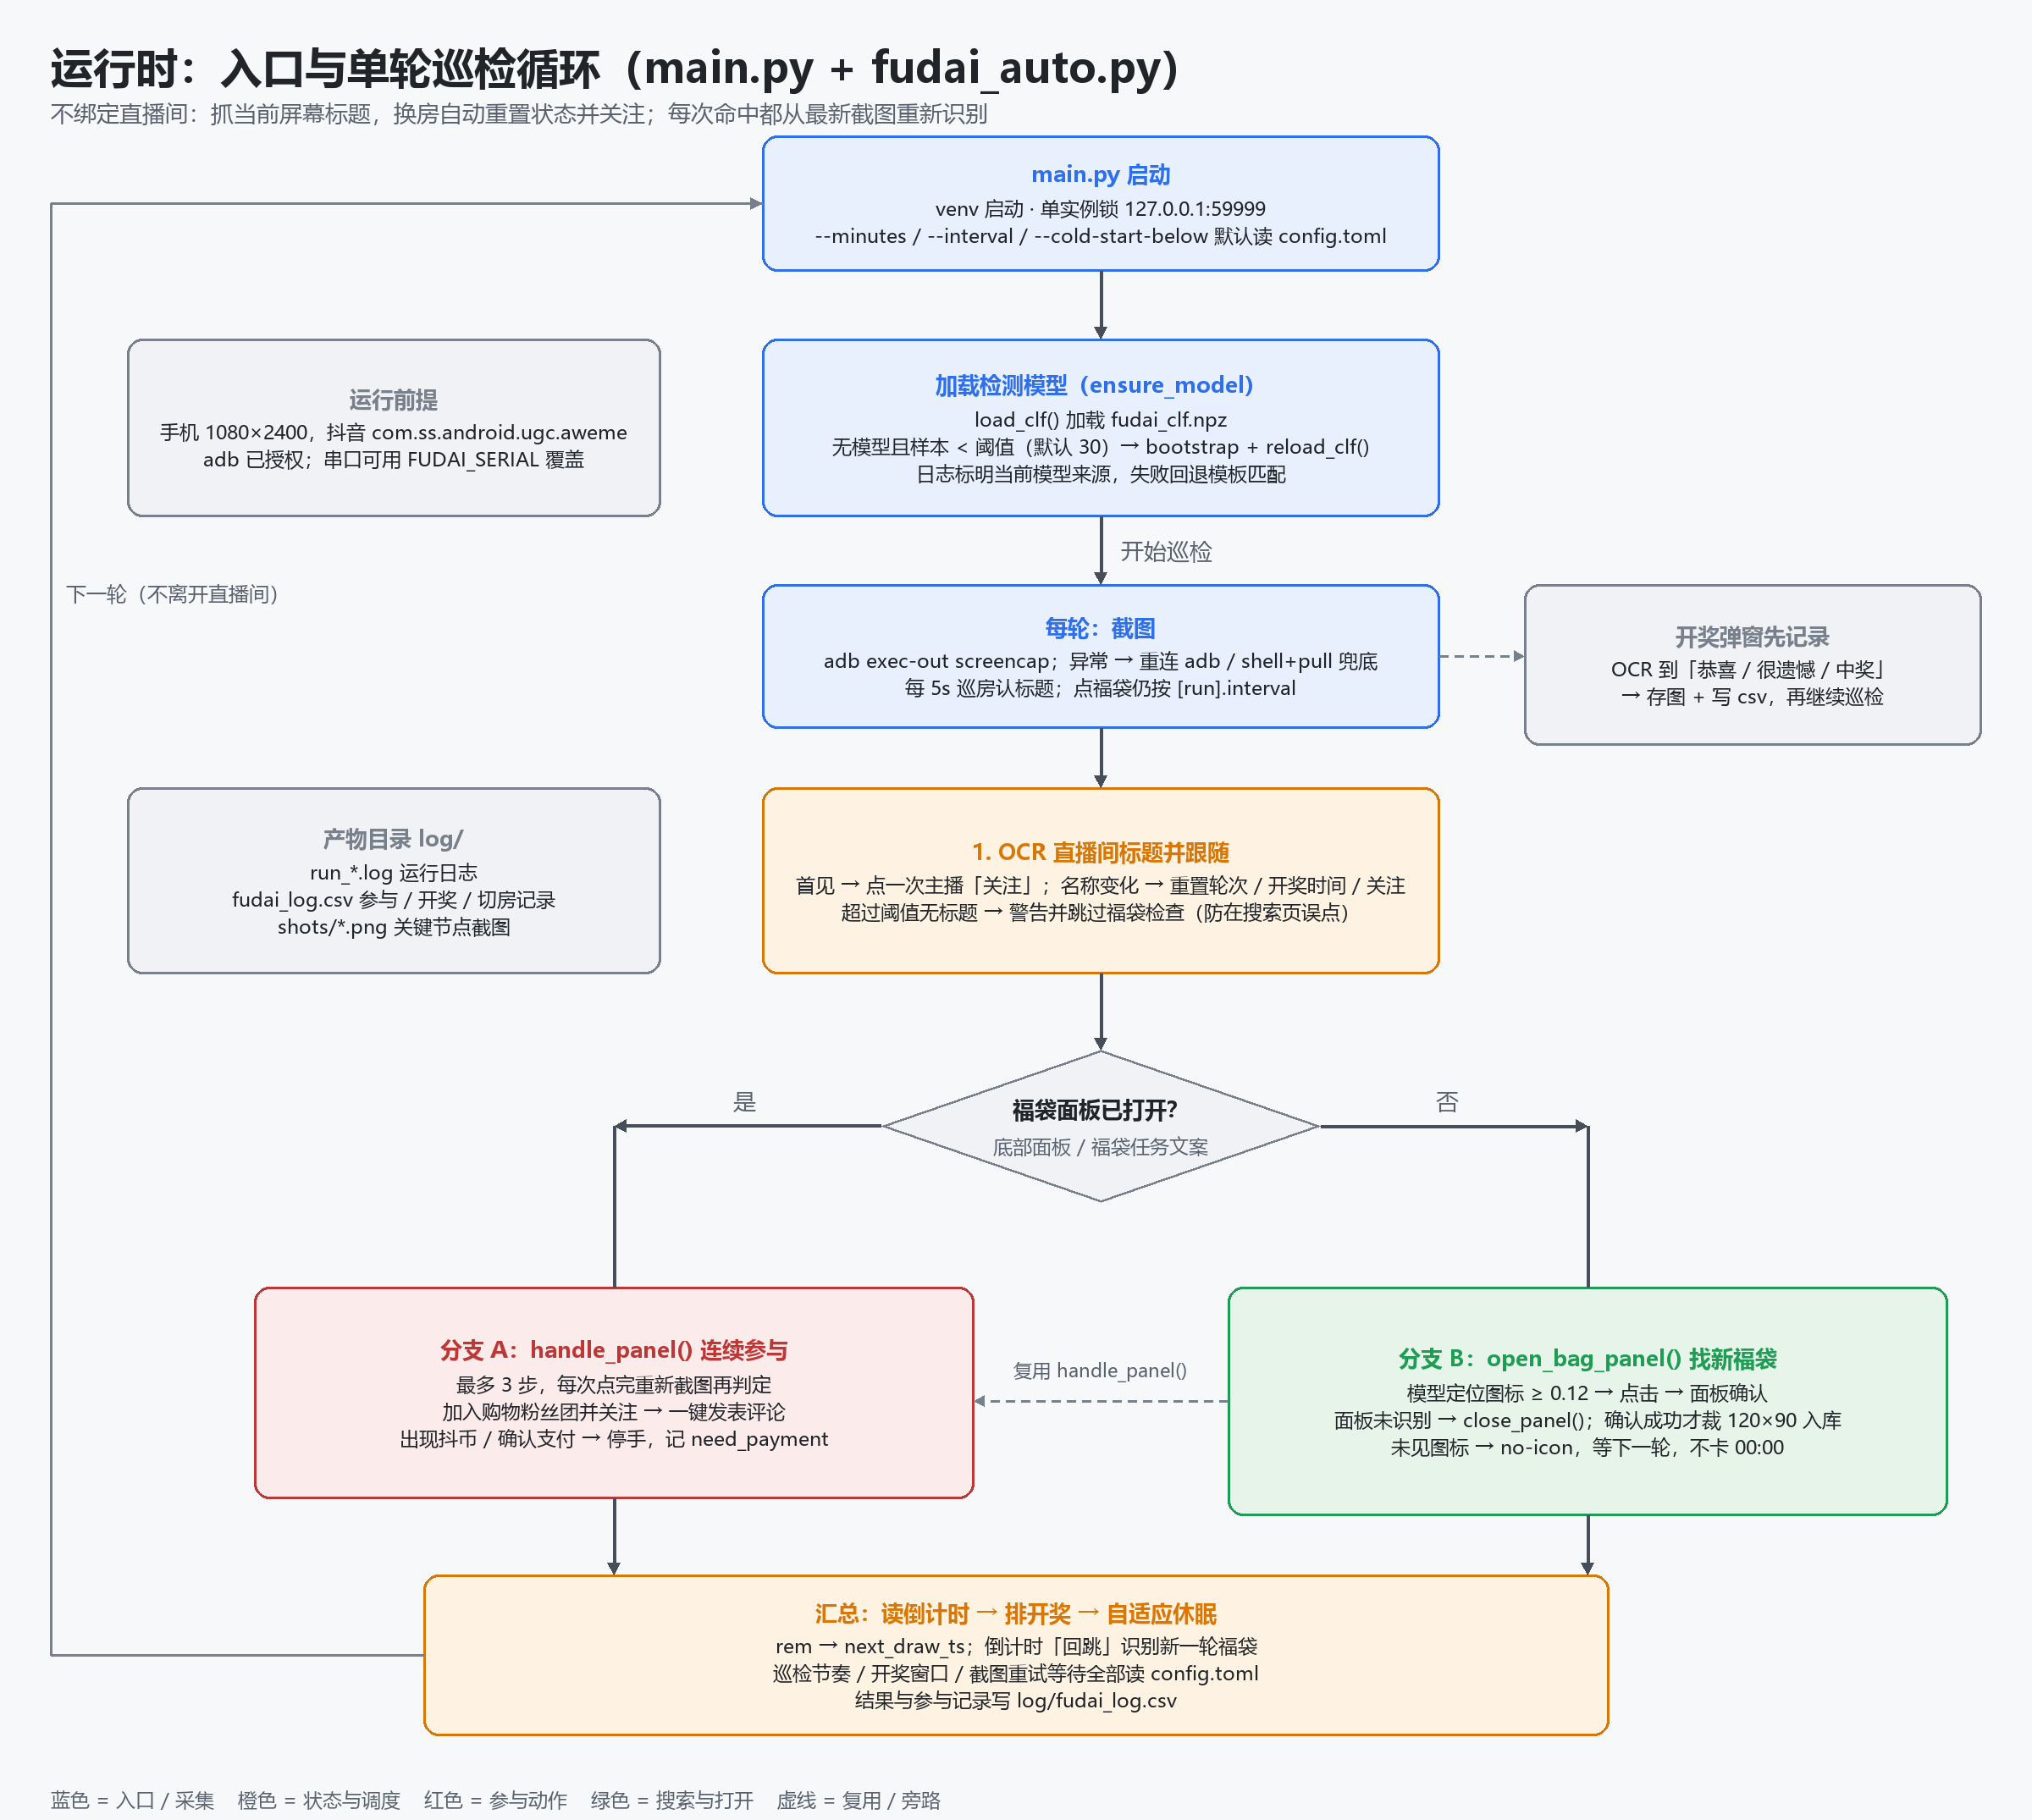 运行时：入口与单轮巡检循环（main.py + fudai_auto.py）
不绑定直播间：抓当前屏幕标题，换房自动重置状态并关注；每次命中都从最新截图重新识别
main.py 启动
venv 启动 · 单实例锁 127.0.0.1:59999
--minutes / --interval / --cold-start-below 默认读 config.toml
运行前提
手机 1080×2400，抖音 com.ss.android.ugc.aweme
adb 已授权；串口可用 FUDAI_SERIAL 覆盖
加载检测模型（ensure_model）
load_clf() 加载 fudai_clf.npz
无模型且样本 < 阈值（默认 30）→ bootstrap + reload_clf()
日志标明当前模型来源，失败回退模板匹配
开始巡检
下一轮（不离开直播间）
每轮：截图
adb exec-out screencap；异常 → 重连 adb / shell+pull 兜底
每 5s 巡房认标题；点福袋仍按 [run].interval
开奖弹窗先记录
OCR 到「恭喜 / 很遗憾 / 中奖」
→ 存图 + 写 csv，再继续巡检
产物目录 log/
run_*.log 运行日志
fudai_log.csv 参与 / 开奖 / 切房记录
shots/*.png 关键节点截图
1. OCR 直播间标题并跟随
首见 → 点一次主播「关注」；名称变化 → 重置轮次 / 开奖时间 / 关注
超过阈值无标题 → 警告并跳过福袋检查（防在搜索页误点）
是
福袋面板已打开?
底部面板 / 福袋任务文案
否
分支 A：handle_panel() 连续参与
最多 3 步，每次点完重新截图再判定
加入购物粉丝团并关注 → 一键发表评论
出现抖币 / 确认支付 → 停手，记 need_payment
复用 handle_panel()
分支 B：open_bag_panel() 找新福袋
模型定位图标 ≥ 0.12 → 点击 → 面板确认
面板未识别 → close_panel()；确认成功才裁 120×90 入库
未见图标 → no-icon，等下一轮，不卡 00:00
汇总：读倒计时 → 排开奖 → 自适应休眠
rem → next_draw_ts；倒计时「回跳」识别新一轮福袋
巡检节奏 / 开奖窗口 / 截图重试等待全部读 config.toml
结果与参与记录写 log/fudai_log.csv
蓝色 = 入口 / 采集 橙色 = 状态与调度 红色 = 参与动作 绿色 = 搜索与打开 虚线 = 复用 / 旁路